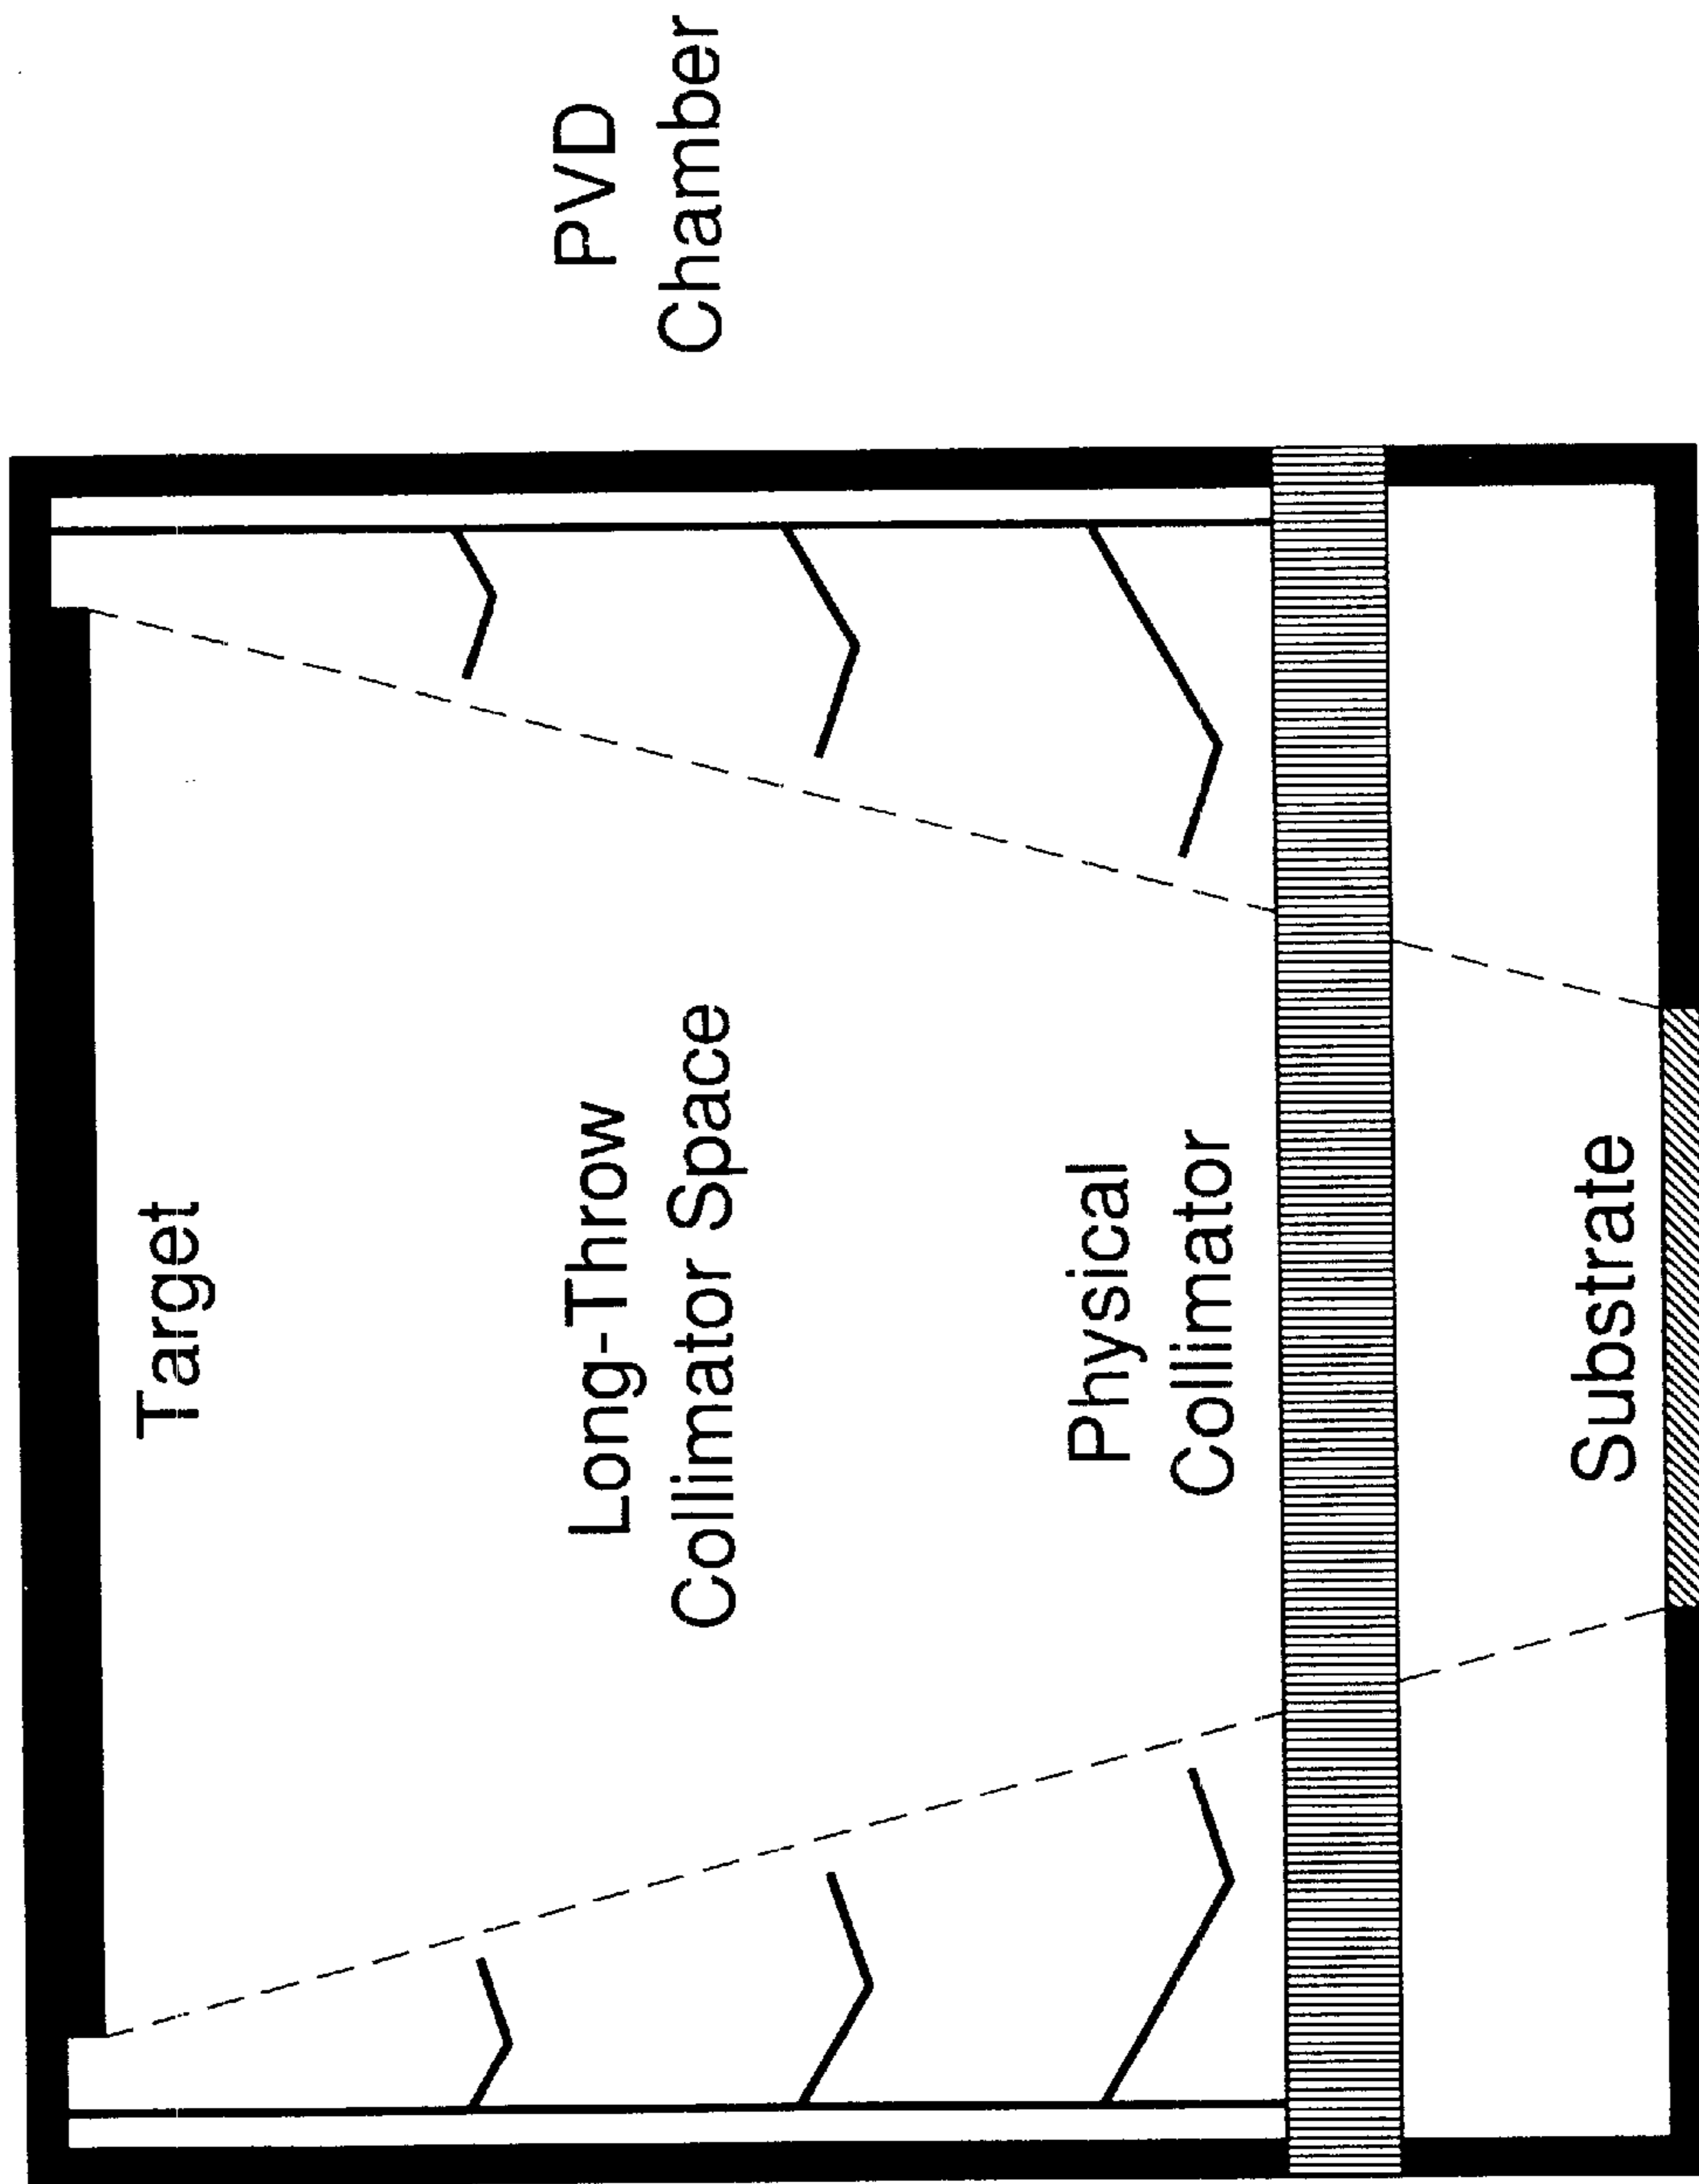 PVD
Chamber
Target
Long-Throw
Collimator Space
Physical
Collimator
Substrate